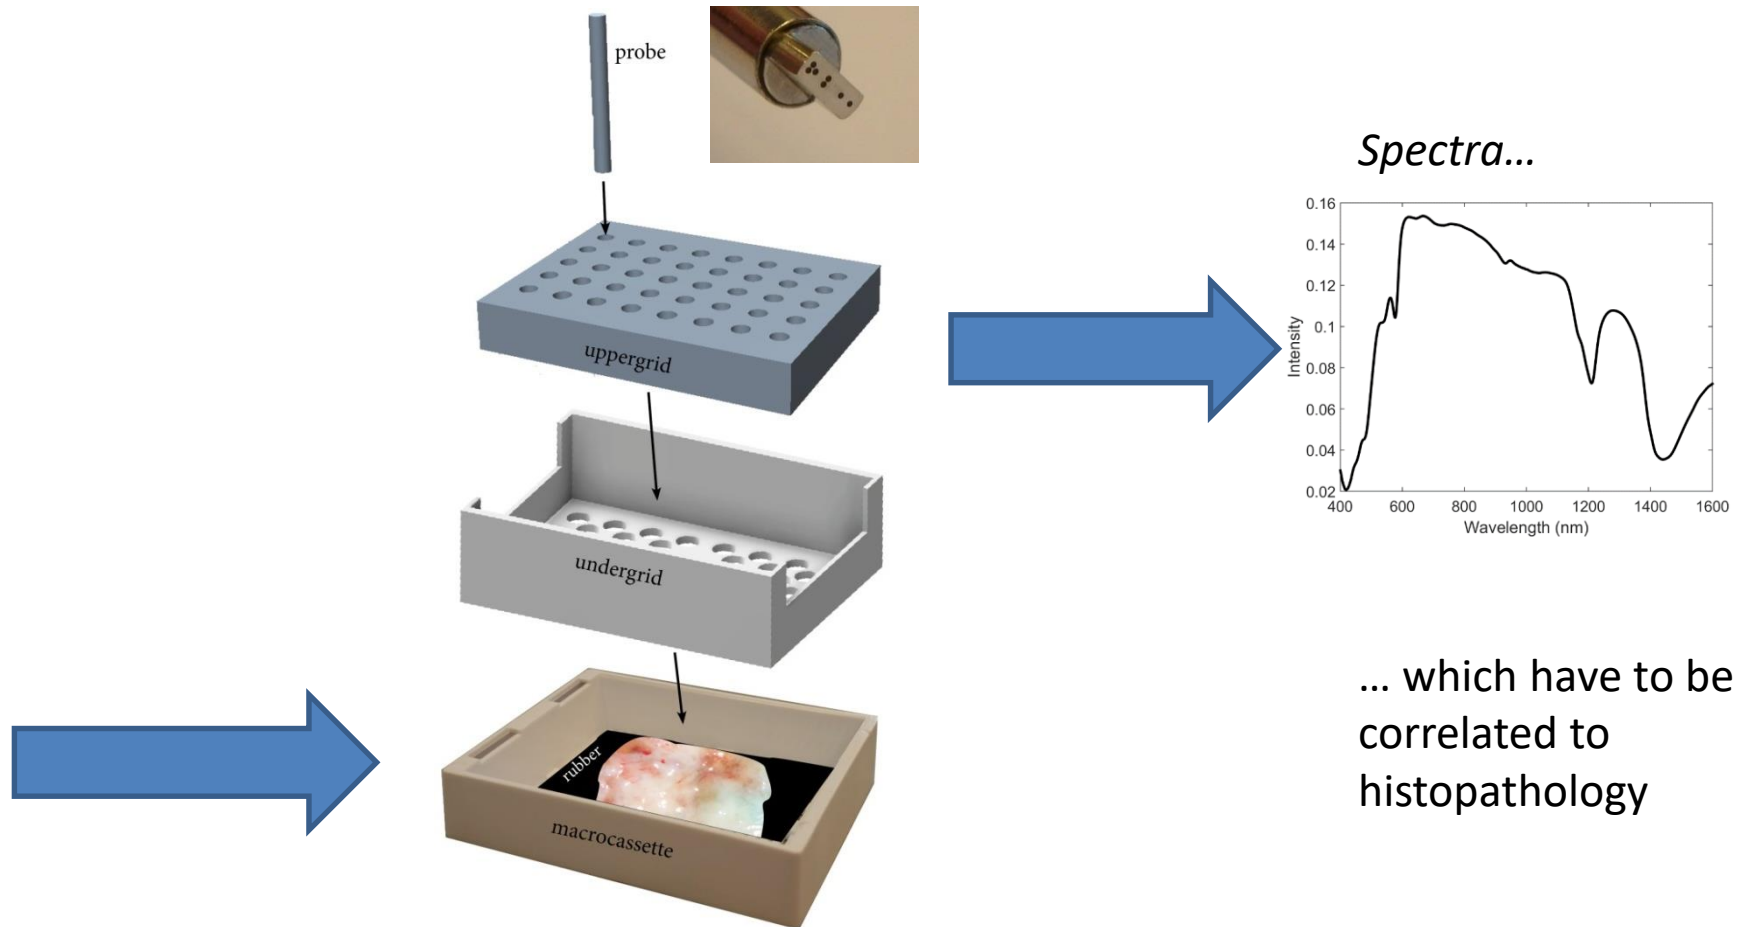 probe
uppergrid
undergrid
rubber
macrocassette
Spectra...
0.16
0.14
0.12
0.1
0.08
0.06
0.04
0.02
Intensity
400 600 800 1000 1200 1400 1600
Wavelength (nm)
... which have to be
correlated to
histopathology